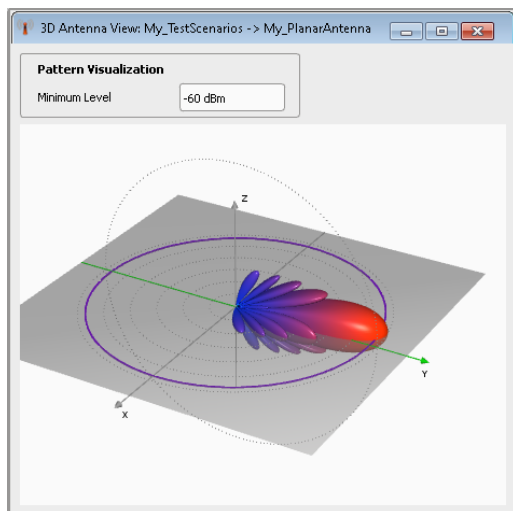 3D Antenna View: My_TestScenarios -> My_PlanarAntenna
Pattern Visualization
Minimum Level
-60 dBm
Z
Y
X